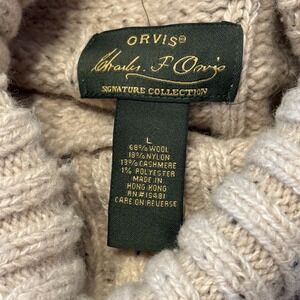 ORVIS®
Charles F. Orvis
SIGNATURE COLLECTION
L
68% WOOL
18% NYLON
13% CASHMERE
1% POLYESTER
MADE IN
HONG KONG
RN#15481
CARE ON REVERSE